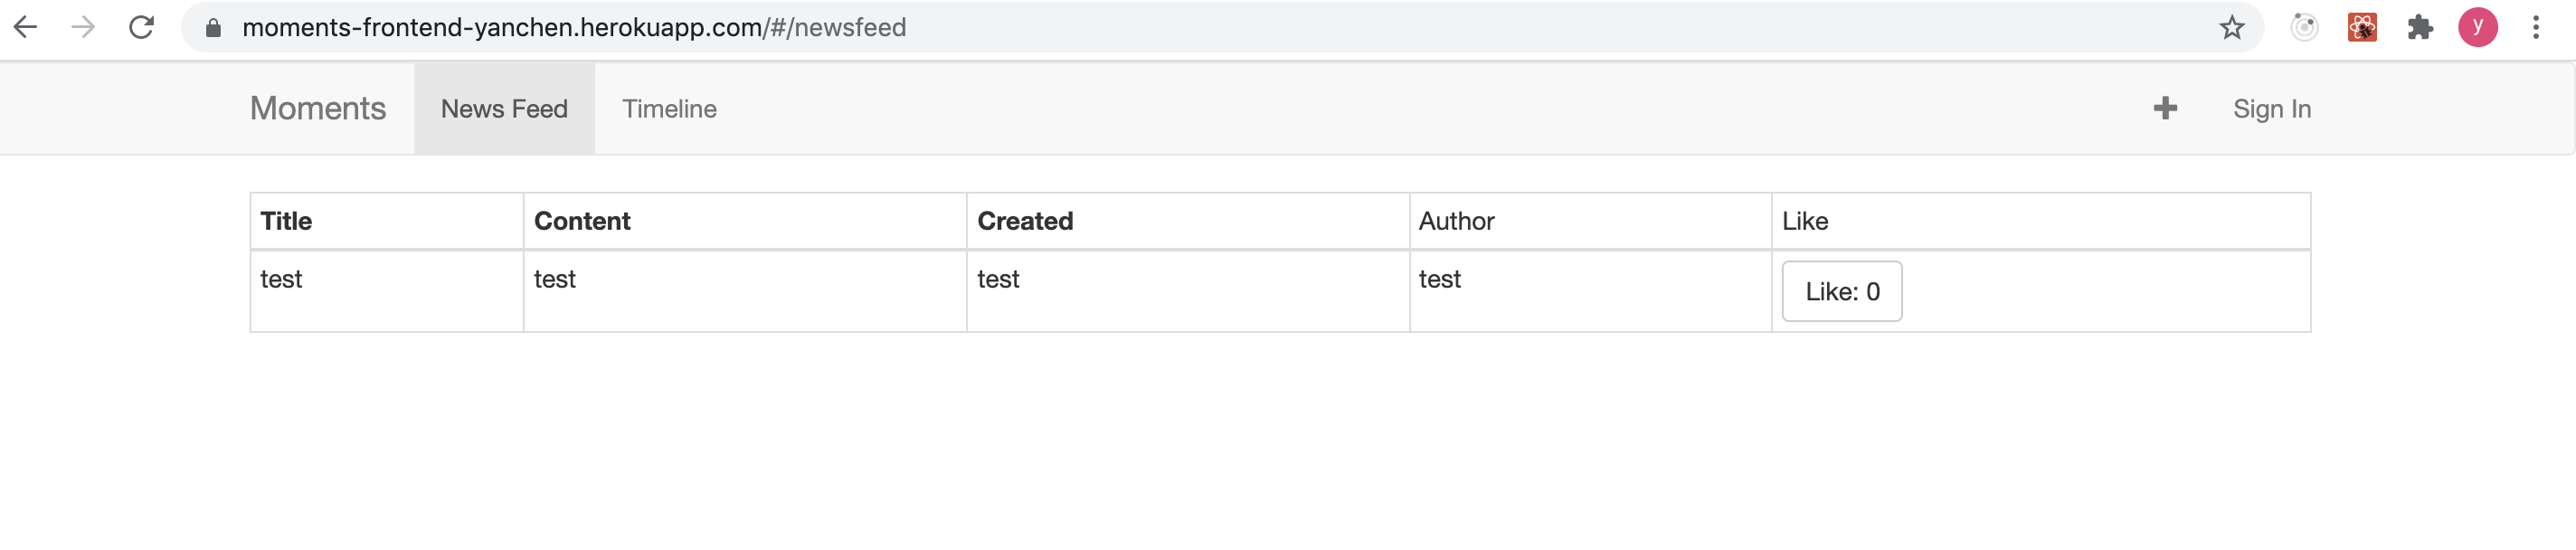 moments-frontend-yanchen.herokuapp.com/#/newsfeed y
Moments News Feed Timeline Sign In
Title Content Created Author Like
test test test test Like: 0